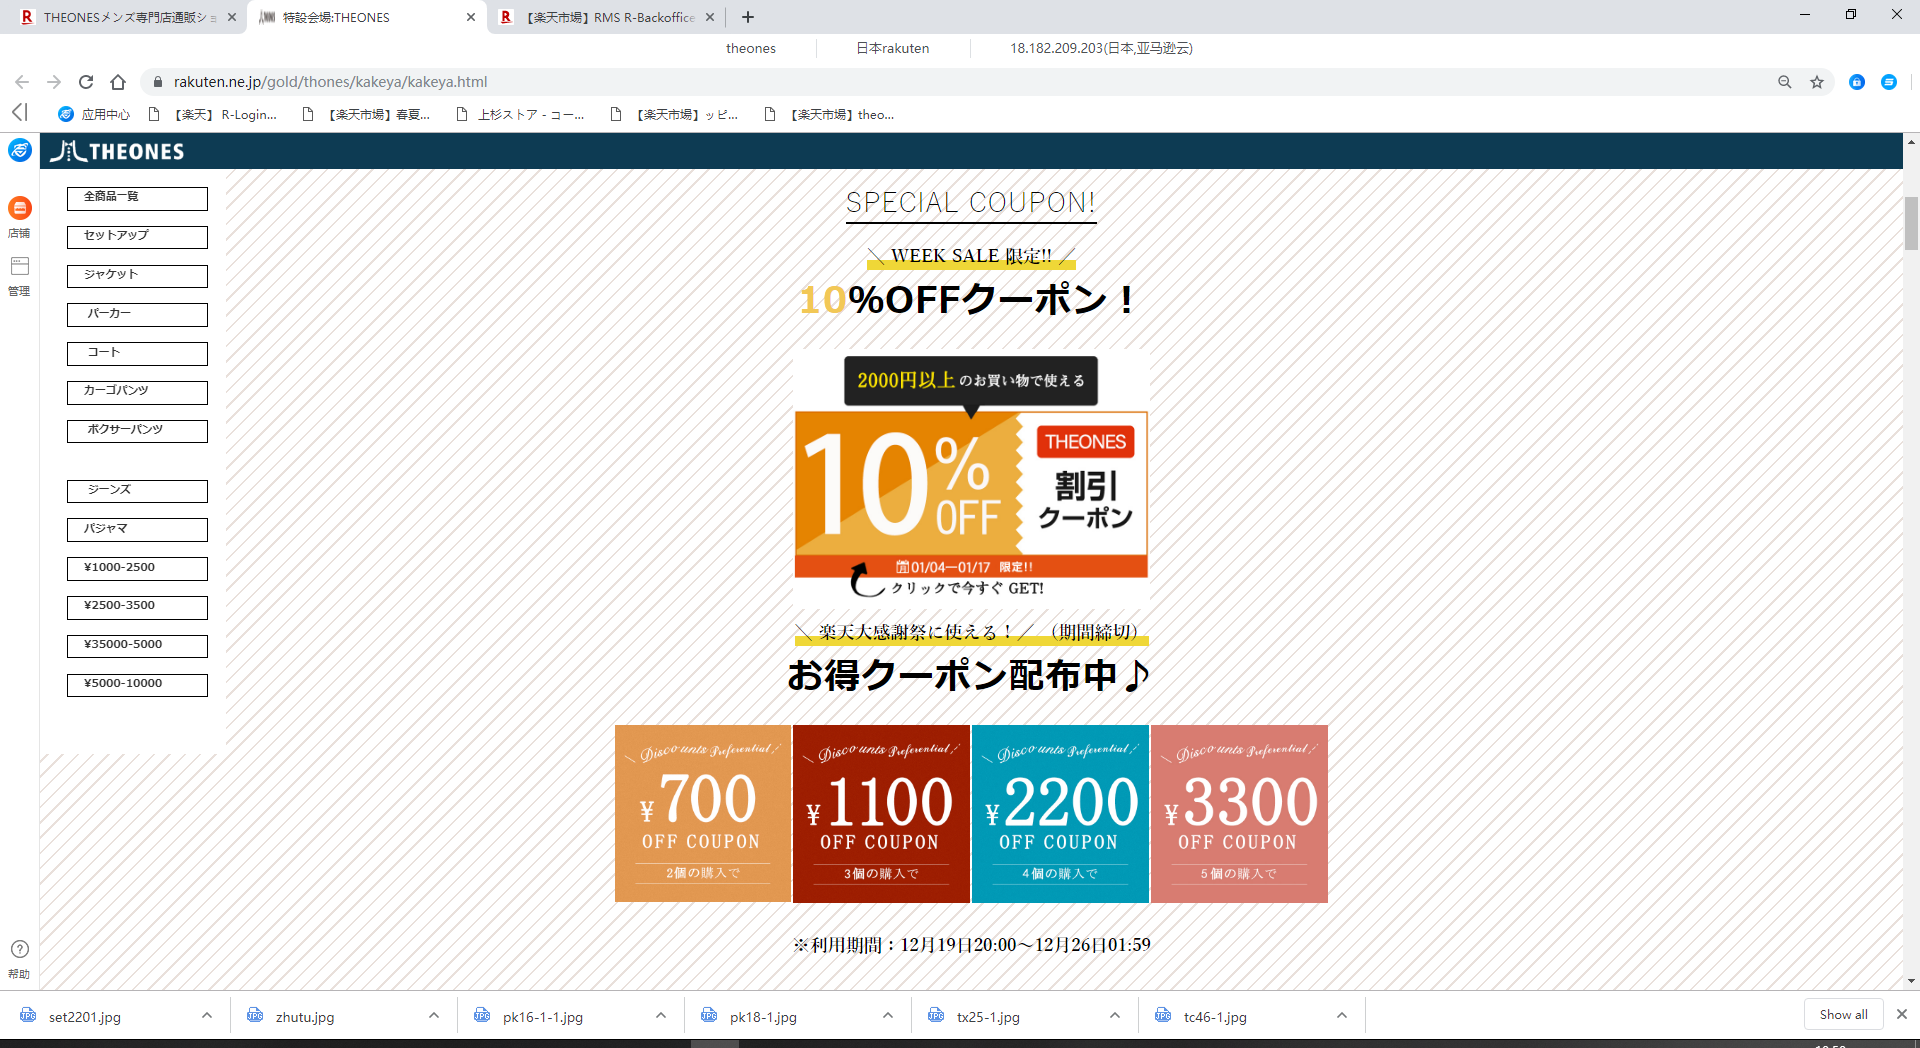 THEONESメンズ専門店通販ショ
特設会場:THEONES
【楽天市場】RMS R-Backoffice
theones
日本rakuten
18.182.209.203(日本,亚马逊云)
rakuten.ne.jp/gold/thones/kakeya/kakeya.html
应用中心
【楽天】 R-Login...
【楽天市場】春夏...
上杉ストア - コー...
【楽天市場】ッピ...
【楽天市場】theo...
THEONES
店铺
管理
帮助
全商品一覧
セットアップ
ジャケット
パーカー
コート
カーゴパンツ
ボクサーパンツ
ジーンズ
パジャマ
¥1000-2500
¥2500-3500
¥35000-5000
¥5000-10000
SPECIAL COUPON!
＼ WEEK SALE 限定!! ／
10%OFFクーポン！
2000円以上のお買い物で使える
10%OFF
THEONES
割引
クーポン
01/04—01/17 限定!!
クリックで今すぐ GET!
＼ 楽天大感謝祭に使える！／ （期間締切）
お得クーポン配布中♪
＼ Discounts Preferential ／
¥700
OFF COUPON
2個の購入で
＼ Discounts Preferential ／
¥1100
OFF COUPON
3個の購入で
＼ Discounts Preferential ／
¥2200
OFF COUPON
4個の購入で
＼ Discounts Preferential ／
¥3300
OFF COUPON
5個の購入で
※利用期間：12月19日20:00～12月26日01:59
set2201.jpg
zhutu.jpg
pk16-1-1.jpg
pk18-1.jpg
tx25-1.jpg
tc46-1.jpg
Show all